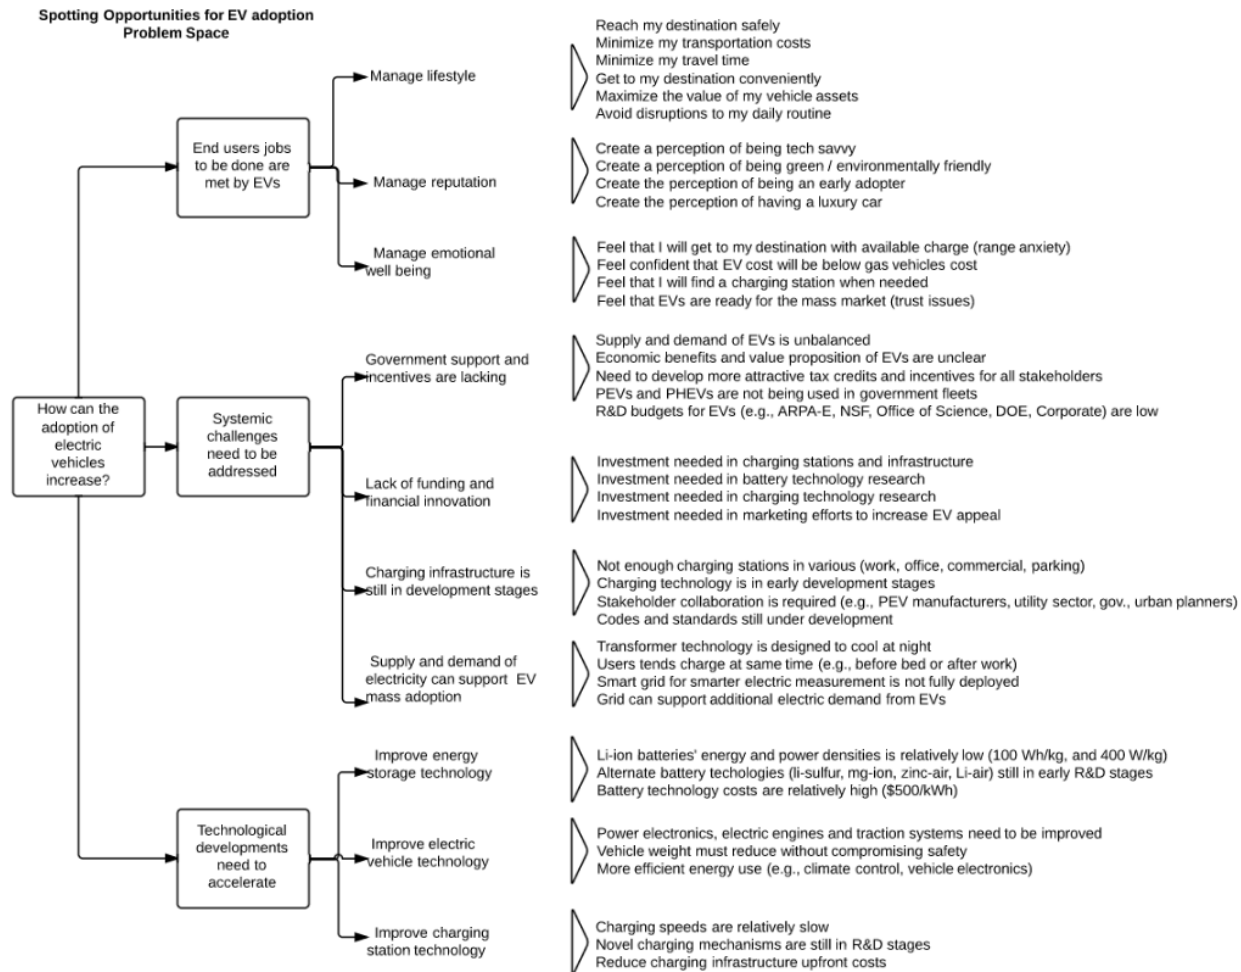 Spotting Opportunities for EV adoption
Problem Space
How can the
adoption of
electric
vehicles
increase?
End users jobs
to be done are
met by EVs
Manage lifestyle
Reach my destination safely
Minimize my transportation costs
Minimize my travel time
Get to my destination conveniently
Maximize the value of my vehicle assets
Avoid disruptions to my daily routine
Manage reputation
Create a perception of being tech savvy
Create a perception of being green / environmentally friendly
Create the perception of being an early adopter
Create the perception of having a luxury car
Manage emotional
well being
Feel that I will get to my destination with available charge (range anxiety)
Feel confident that EV cost will be below gas vehicles cost
Feel that I will find a charging station when needed
Feel that EVs are ready for the mass market (trust issues)
Systemic
challenges
need to be
addressed
Government support and
incentives are lacking
Supply and demand of EVs is unbalanced
Economic benefits and value proposition of EVs are unclear
Need to develop more attractive tax credits and incentives for all stakeholders
PEVs and PHEVs are not being used in government fleets
R&D budgets for EVs (e.g., ARPA-E, NSF, Office of Science, DOE, Corporate) are low
Lack of funding and
financial innovation
Investment needed in charging stations and infrastructure
Investment needed in battery technology research
Investment needed in charging technology research
Investment needed in marketing efforts to increase EV appeal
Charging infrastructure is
still in development stages
Not enough charging stations in various (work, office, commercial, parking)
Charging technology is in early development stages
Stakeholder collaboration is required (e.g., PEV manufacturers, utility sector, gov., urban planners)
Codes and standards still under development
Supply and demand of
electricity can support EV
mass adoption
Transformer technology is designed to cool at night
Users tends charge at same time (e.g., before bed or after work)
Smart grid for smarter electric measurement is not fully deployed
Grid can support additional electric demand from EVs
Technological
developments
need to
accelerate
Improve energy
storage technology
Li-ion batteries' energy and power densities is relatively low (100 Wh/kg, and 400 W/kg)
Alternate battery techologies (li-sulfur, mg-ion, zinc-air, Li-air) still in early R&D stages
Battery technology costs are relatively high ($500/kWh)
Improve electric
vehicle technology
Power electronics, electric engines and traction systems need to be improved
Vehicle weight must reduce without compromising safety
More efficient energy use (e.g., climate control, vehicle electronics)
Improve charging
station technology
Charging speeds are relatively slow
Novel charging mechanisms are still in R&D stages
Reduce charging infrastructure upfront costs